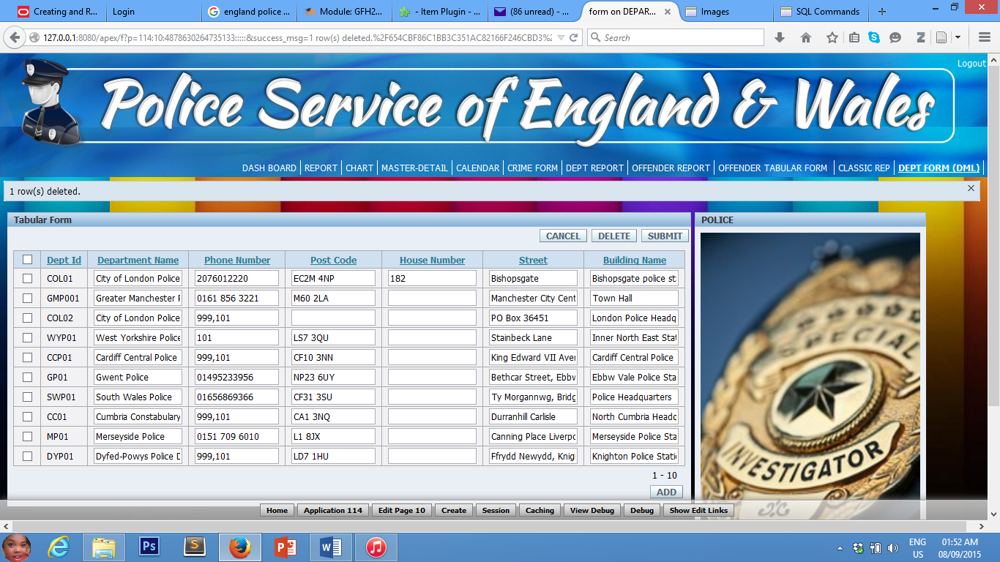 Creating and R... Login england police ... Module: GFH2... - Item Plugin - ... (86 unread) - ... form on DEPAR... Images SQL Commands
127.0.0.1:8080/apex/f?p=114:10:4878630264735133:::::&success_msg=1 row(s) deleted.%2F654CBF86C1BB3C351AC82166F246CBD3% Search
Logout
Police Service of England & Wales
DASH BOARD REPORT CHART MASTER-DETAIL CALENDAR CRIME FORM DEPT REPORT OFFENDER REPORT OFFENDER TABULAR FORM CLASSIC REP DEPT FORM (DML)
1 row(s) deleted.
Tabular Form
CANCEL DELETE SUBMIT
Dept Id Department Name Phone Number Post Code House Number Street Building Name
COL01 City of London Police 2076012220 EC2M 4NP 182 Bishopsgate Bishopsgate police st
GMP001 Greater Manchester 0161 856 3221 M60 2LA Manchester City Cent Town Hall
COL02 City of London Police 999,101 PO Box 36451 London Police Headq
WYP01 West Yorkshire Police 101 LS7 3QU Stainbeck Lane Inner North East Stat
CCP01 Cardiff Central Police 999,101 CF10 3NN King Edward VII Aver Cardiff Central Police
GP01 Gwent Police 01495233956 NP23 6UY Bethcar Street, Ebbw Ebbw Vale Police Sta
SWP01 South Wales Police 01656869366 CF31 3SU Ty Morgannwg, Bridg Police Headquarters
CC01 Cumbria Constabulary 999,101 CA1 3NQ Durranhill Carlisle North Cumbria Headq
MP01 Merseyside Police 0151 709 6010 L1 8JX Canning Place Liverpo Merseyside Police Sta
DYP01 Dyfed-Powys Police D 999,101 LD7 1HU Ffrydd Newydd, Knig Knighton Police Static
1 - 10
ADD
POLICE
SPECIAL
INVESTIGATOR
Home Application 114 Edit Page 10 Create Session Caching View Debug Debug Show Edit Links
Ps S W
ENG
US
01:52 AM
08/09/2015